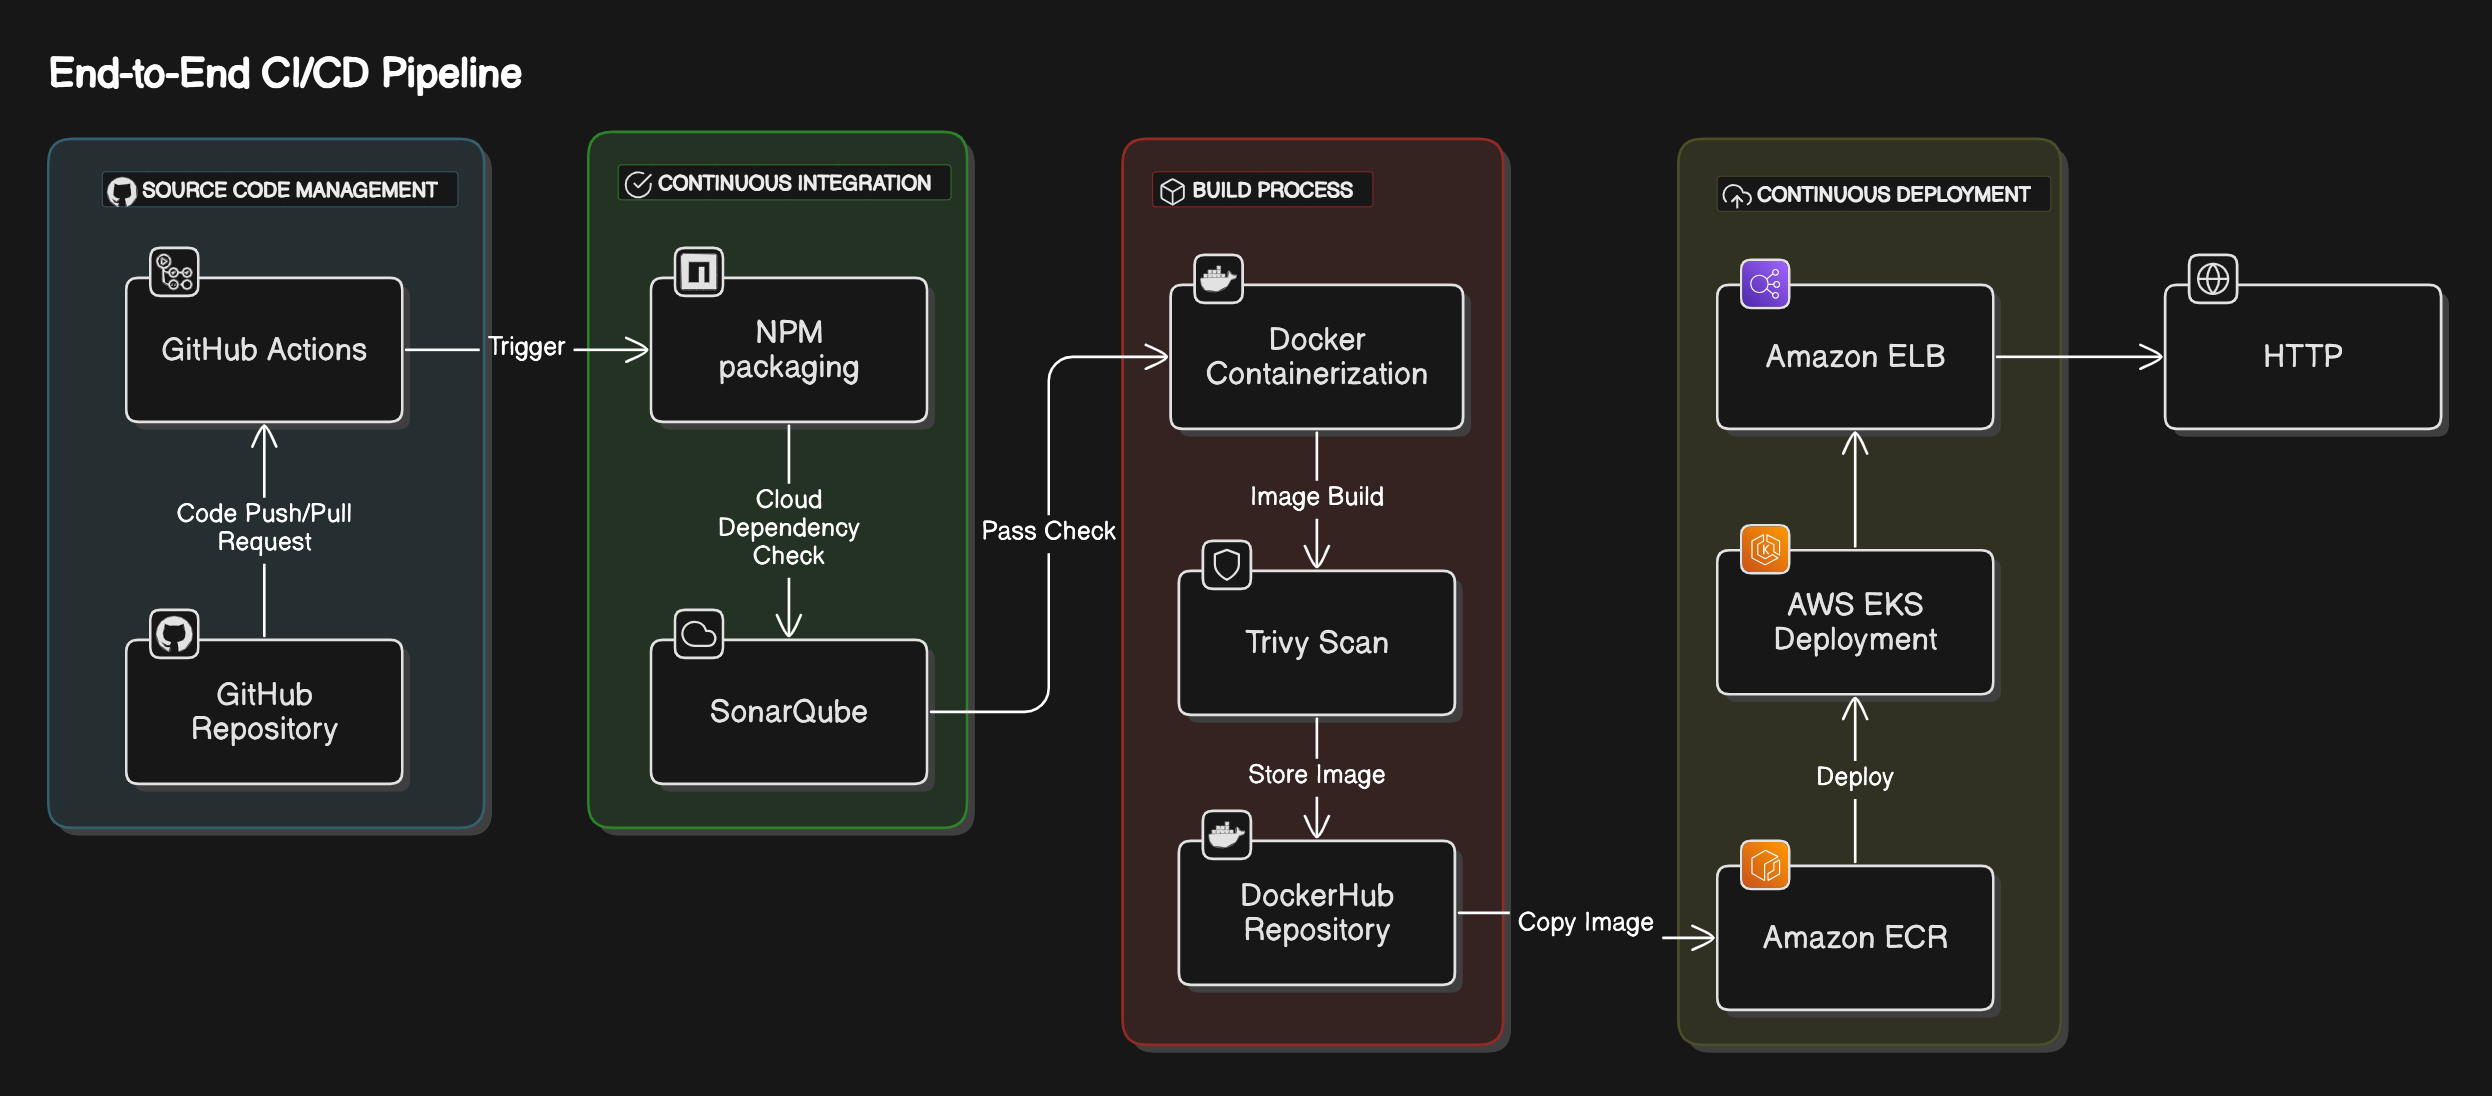 End-to-End CI/CD Pipeline
SOURCE CODE MANAGEMENT
GitHub Actions
Code Push/Pull
Request
GitHub
Repository
Trigger
CONTINUOUS INTEGRATION
NPM
packaging
Cloud
Dependency
Check
SonarQube
Pass Check
BUILD PROCESS
Docker
Containerization
Image Build
Trivy Scan
Store Image
DockerHub
Repository
Copy Image
CONTINUOUS DEPLOYMENT
Amazon ELB
AWS EKS
Deployment
Deploy
Amazon ECR
HTTP